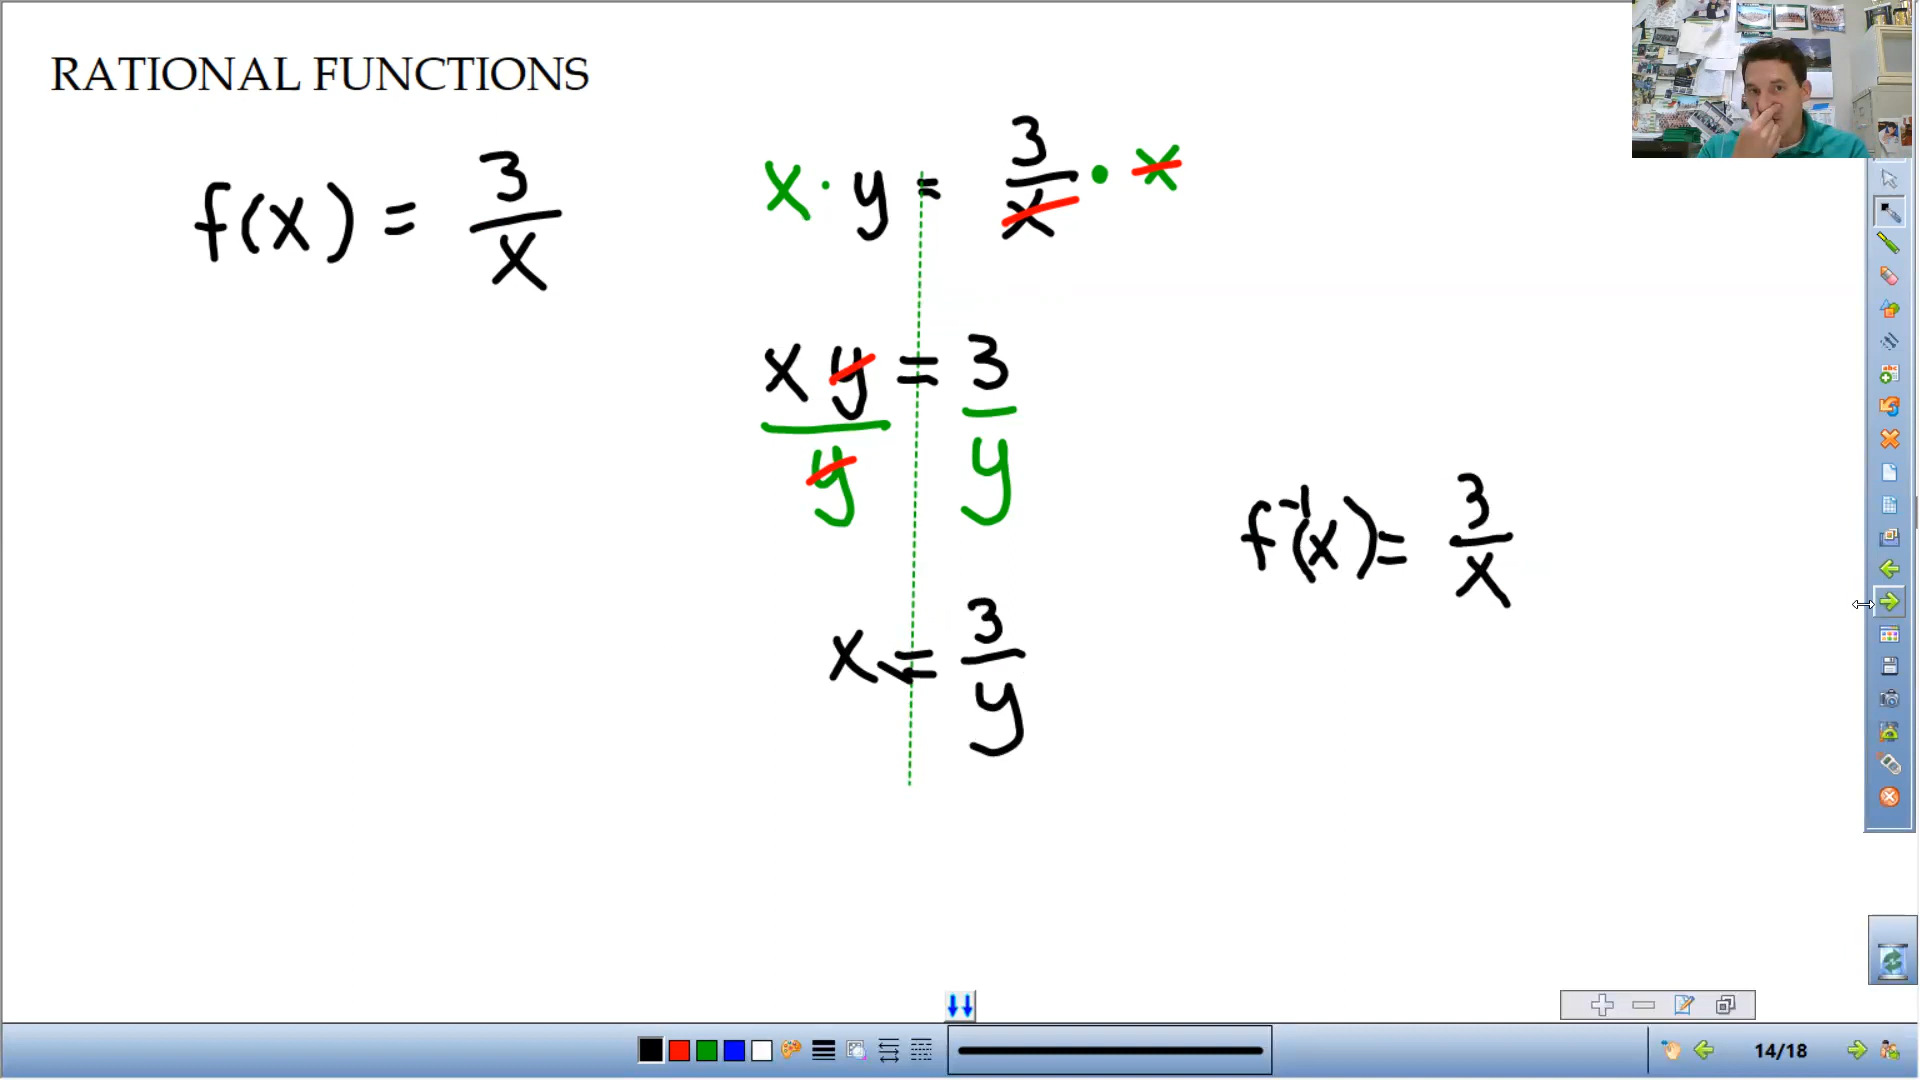 RATIONAL FUNCTIONS
f(x) = 3/x
x · y = 3/x · x
xy/y = 3/y
x = 3/y
f⁻¹(x) = 3/x
14/18